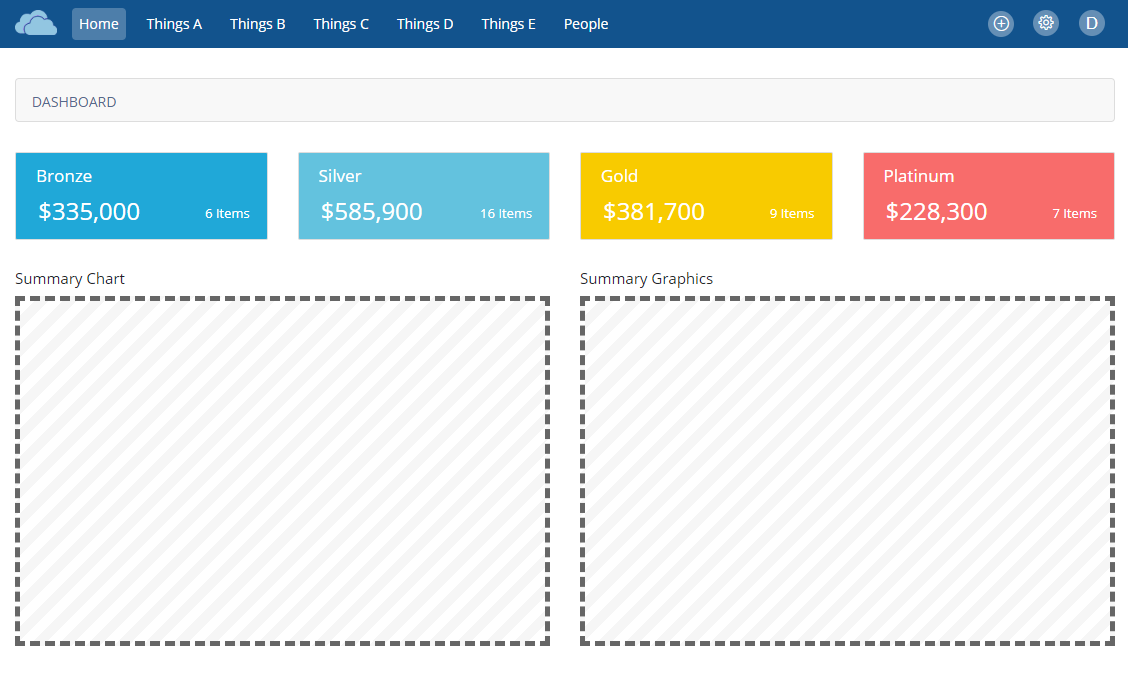 Home Things A Things B Things C Things D Things E People D
DASHBOARD
Bronze Silver Gold Platinum
$335,000 6 Items $585,900 16 Items $381,700 9 Items $228,300 7 Items
Summary Chart Summary Graphics